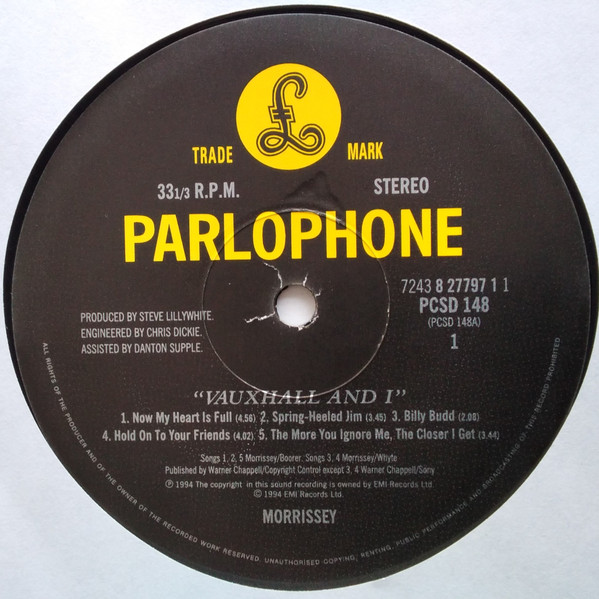 £
TRADE MARK
33 1/3 R.P.M. STEREO
PARLOPHONE
7243 8 27797 1 1
PCSD 148
(PCSD 148A)
1
PRODUCED BY STEVE LILLYWHITE.
ENGINEERED BY CHRIS DICKIE.
ASSISTED BY DANTON SUPPLE.
"VAUXHALL AND I"
1. Now My Heart Is Full (4.56) 2. Spring-Heeled Jim (3.45) 3. Billy Budd (2.08)
4. Hold On To Your Friends (4.02) 5. The More You Ignore Me, The Closer I Get (3.44)
Songs 1, 2, 5 Morrissey/Boorer. Songs 3, 4 Morrissey/Whyte
Published by Warner Chappell/Copyright Control except 3, 4 Warner Chappell/Sony
℗ 1994 The copyright in this sound recording is owned by EMI Records Ltd.
© 1994 EMI Records Ltd.
MORRISSEY
ALL RIGHTS OF THE PRODUCER AND OF THE OWNER OF THE RECORDED WORK RESERVED. UNAUTHORISED COPYING, RENTING, PUBLIC PERFORMANCE AND BROADCASTING OF THIS RECORD PROHIBITED